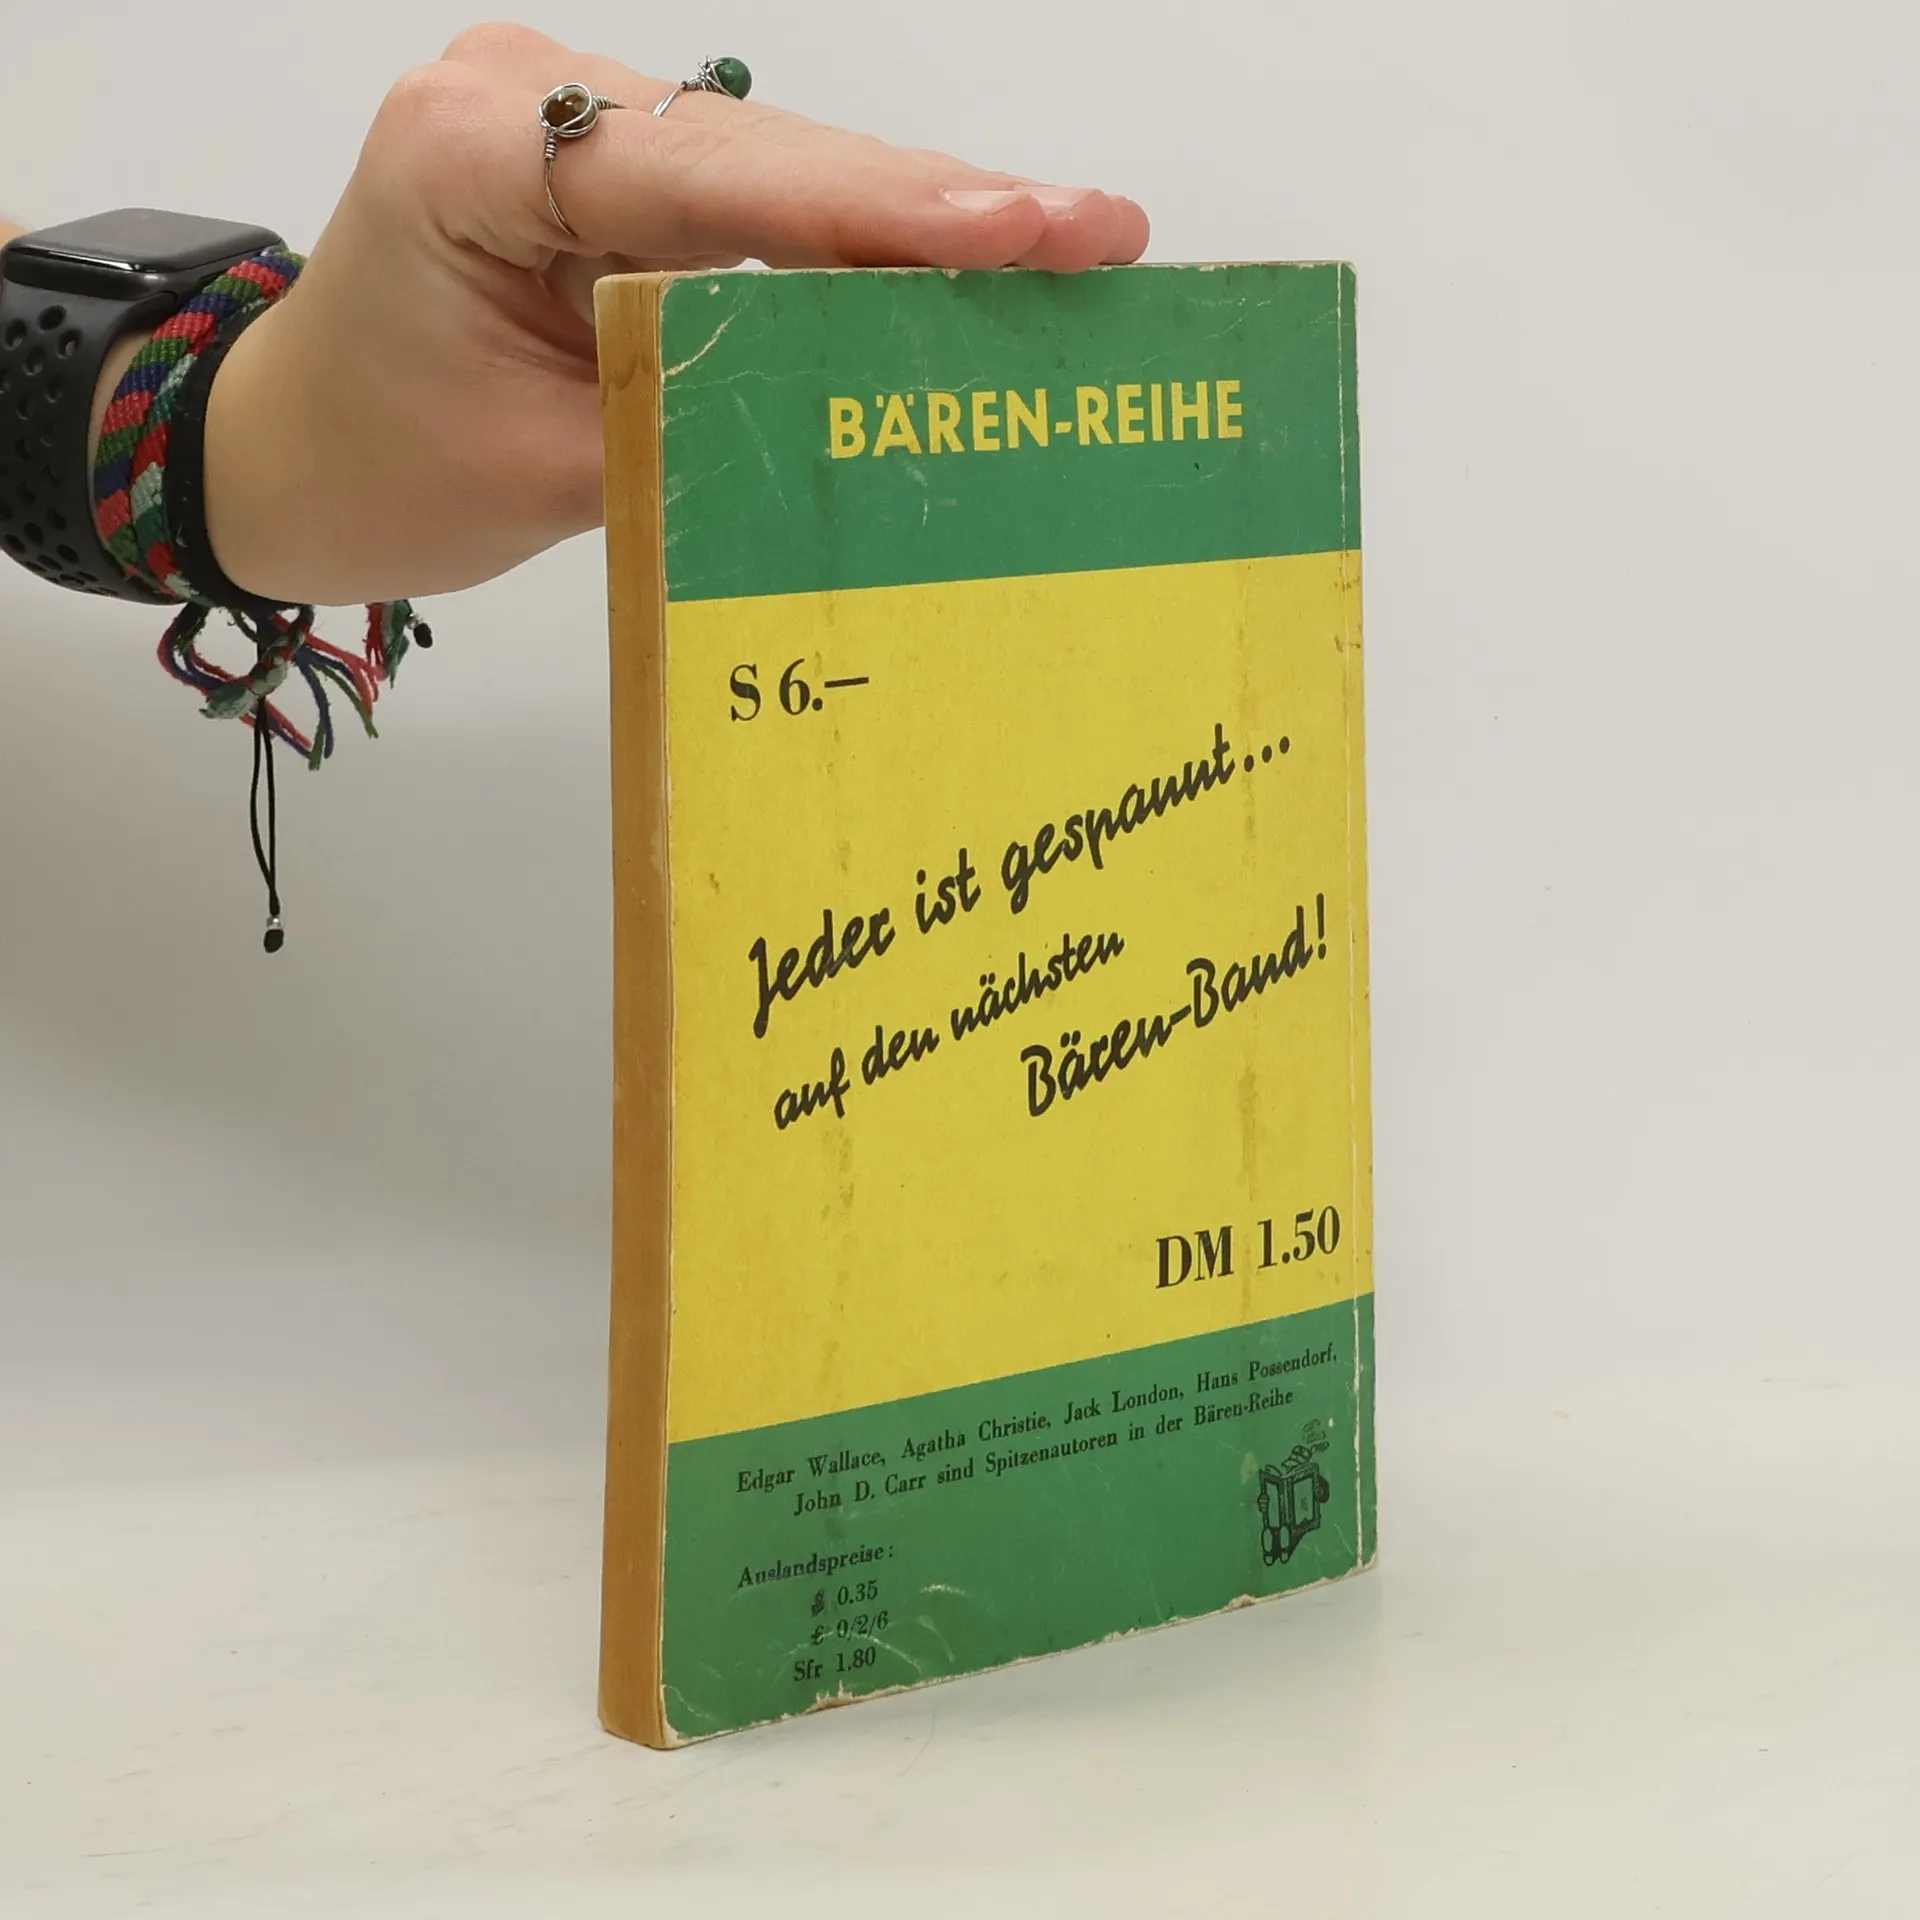 BÄREN-REIHE
S 6.—
Jeder ist gespannt...
auf den nächsten
Bären-Band!
DM 1.50
Edgar Wallace, Agatha Christie, Jack London, Hans Possendorf,
John D. Carr sind Spitzenautoren in der Bären-Reihe
Auslandspreise:
$ 0.35
£ 0/2/6
Sfr 1.80